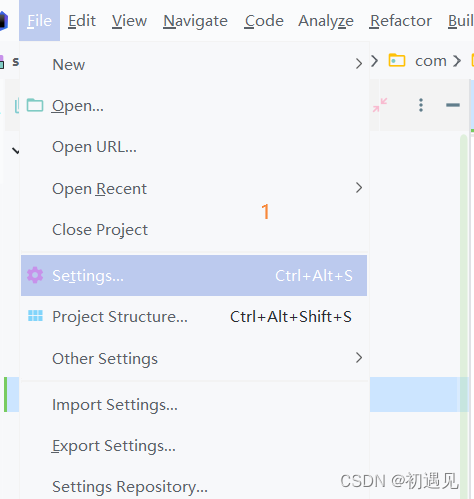 File Edit View Navigate Code Analyze Refactor
New
com
Open...
Open URL...
Open Recent
Close Project
1
Settings... Ctrl+Alt+S
Project Structure... Ctrl+Alt+Shift+S
Other Settings
Import Settings...
Export Settings...
Settings Repository...
CSDN @初遇见